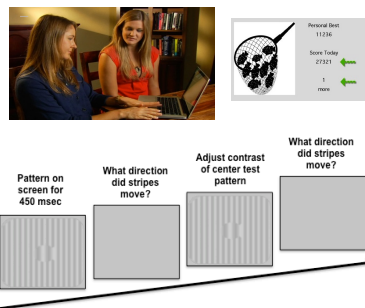 Personal Best
11236
Score Today
27321
1
more
Pattern on
screen for
450 msec
What direction
did stripes
move?
Adjust contrast
of center test
pattern
What direction
did stripes
move?